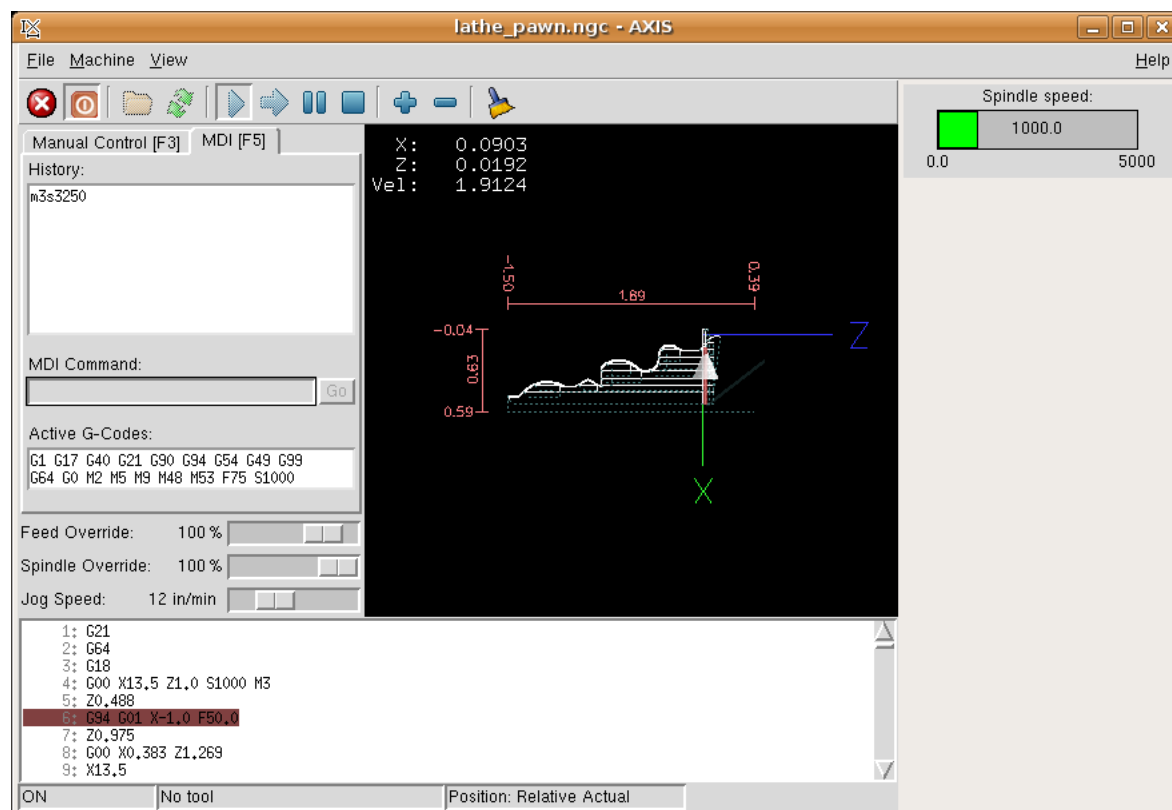 lathe_pawn.ngc - AXIS
File Machine View Help
Spindle speed:
1000.0
0.0 5000
Manual Control [F3] MDI [F5]
History:
m3s3250
MDI Command:
Go
Active G-Codes:
G1 G17 G40 G21 G90 G94 G54 G49 G99
G64 G0 M2 M5 M9 M48 M53 F75 S1000
Feed Override: 100 %
Spindle Override: 100 %
Jog Speed: 12 in/min
X: 0.0903
Z: 0.0192
Vel: 1.9124
-1.50
0.39
1.89
-0.04
0.63
0.59
Z
X
1: G21
2: G64
3: G18
4: G00 X13.5 Z1.0 S1000 M3
5: Z0.488
6: G94 G01 X-1.0 F50.0
7: Z0.975
8: G00 X0.383 Z1.269
9: X13.5
ON No tool Position: Relative Actual